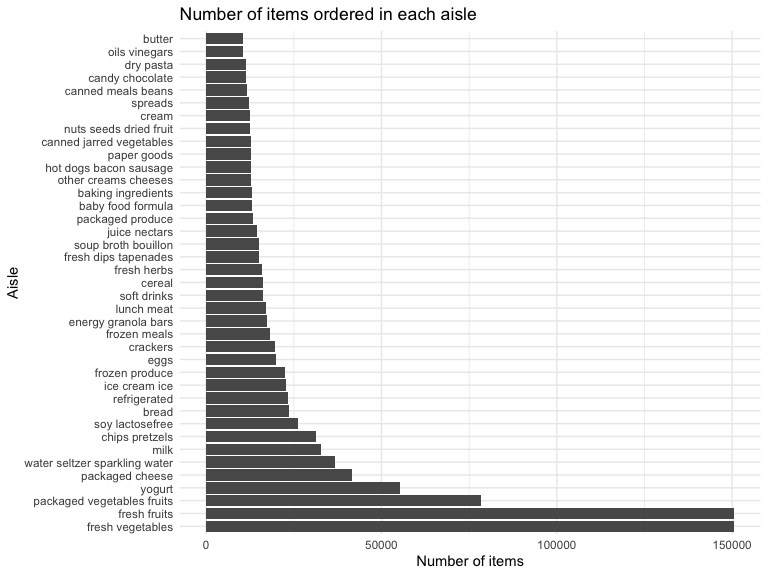 Number of items ordered in each aisle
butter
oils vinegars
dry pasta
candy chocolate
canned meals beans
spreads
cream
nuts seeds dried fruit
canned jarred vegetables
paper goods
hot dogs bacon sausage
other creams cheeses
baking ingredients
baby food formula
packaged produce
juice nectars
soup broth bouillon
fresh dips tapenades
fresh herbs
cereal
soft drinks
lunch meat
energy granola bars
frozen meals
crackers
eggs
frozen produce
ice cream ice
refrigerated
bread
soy lactosefree
chips pretzels
milk
water seltzer sparkling water
packaged cheese
yogurt
packaged vegetables fruits
fresh fruits
fresh vegetables
Aisle
0 50000 100000 150000
Number of items